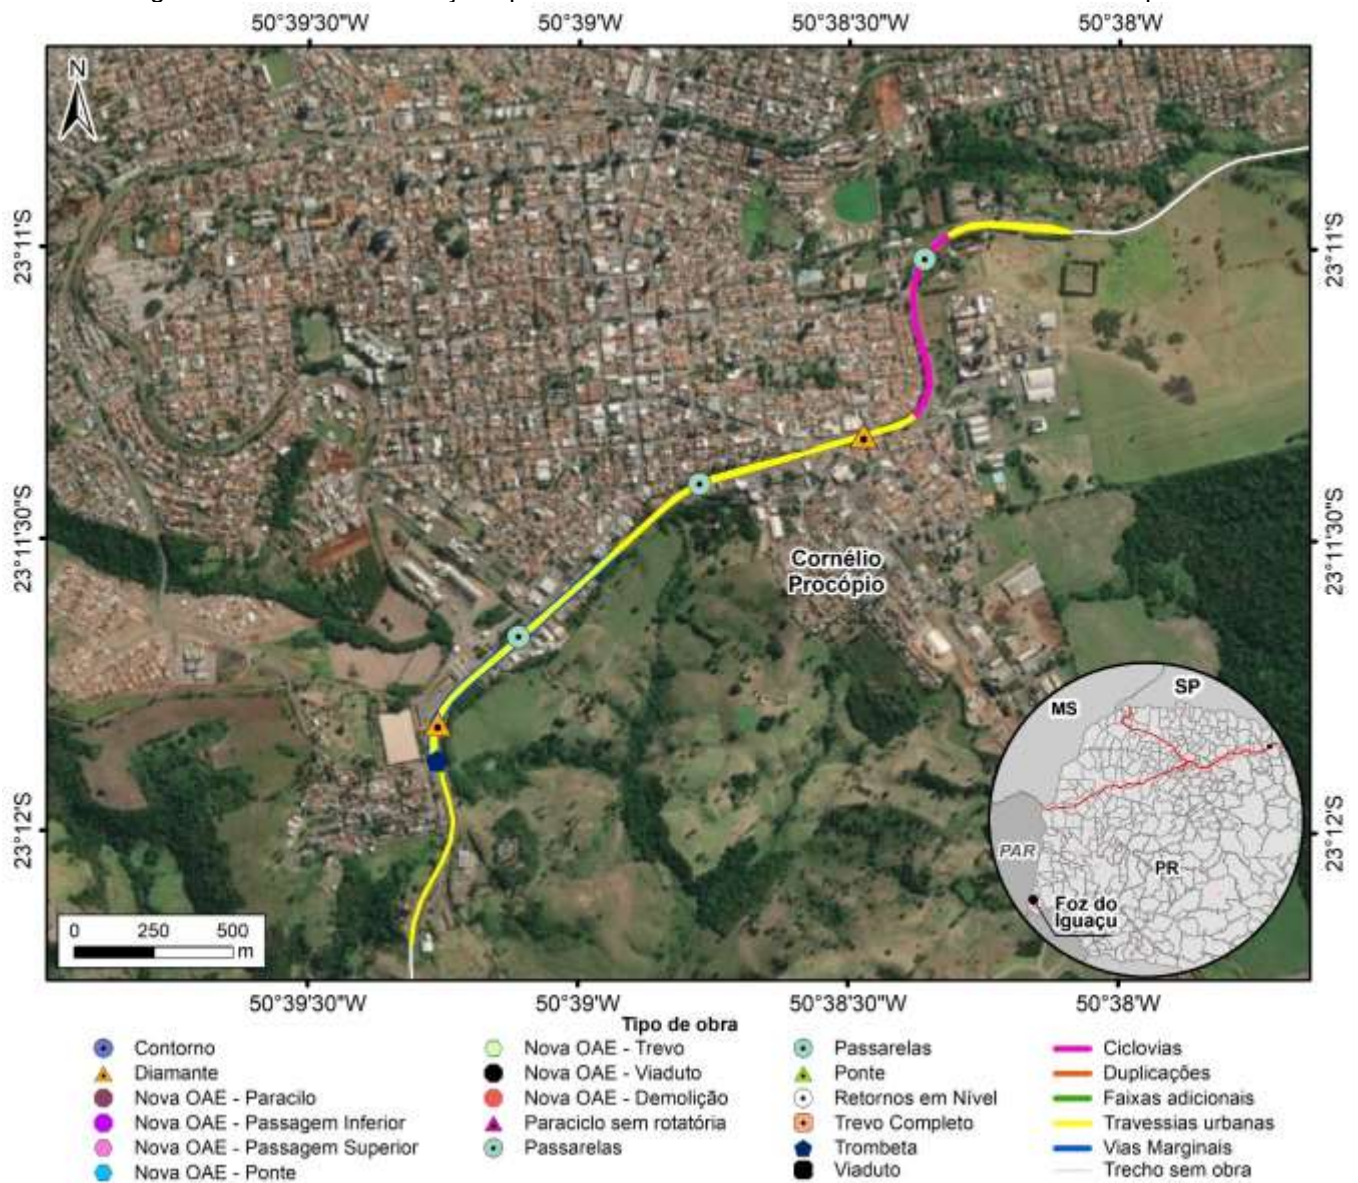 50°39'30"W 50°39'W 50°38'30"W 50°38'W
N
23°11'S
23°11'S
23°11'30"S
23°11'30"S
Cornélio
Procópio
SP
MS
23°12'S
23°12'S
PAR
PR
Foz do
Iguaçu
0 250 500
m
50°39'30"W 50°39'W 50°38'30"W 50°38'W
Tipo de obra
Contorno
Diamante
Nova OAE - Paracilo
Nova OAE - Passagem Inferior
Nova OAE - Passagem Superior
Nova OAE - Ponte
Nova OAE - Trevo
Nova OAE - Viaduto
Nova OAE - Demolição
Paraciclo sem rotatória
Passarelas
Passarelas
Ponte
Retornos em Nível
Trevo Completo
Trombeta
Viaduto
Ciclovias
Duplicações
Faixas adicionais
Travessias urbanas
Vias Marginais
Trecho sem obra